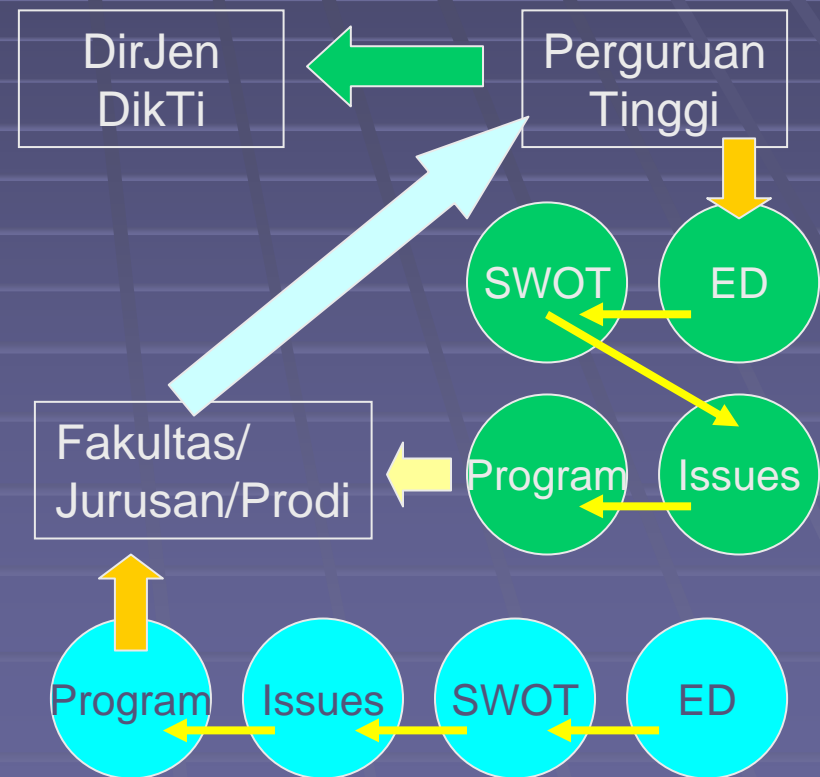 DirJen
DikTi
Perguruan
Tinggi
SWOT
ED
Program
Issues
Fakultas/
Jurusan/Prodi
Program
Issues
SWOT
ED